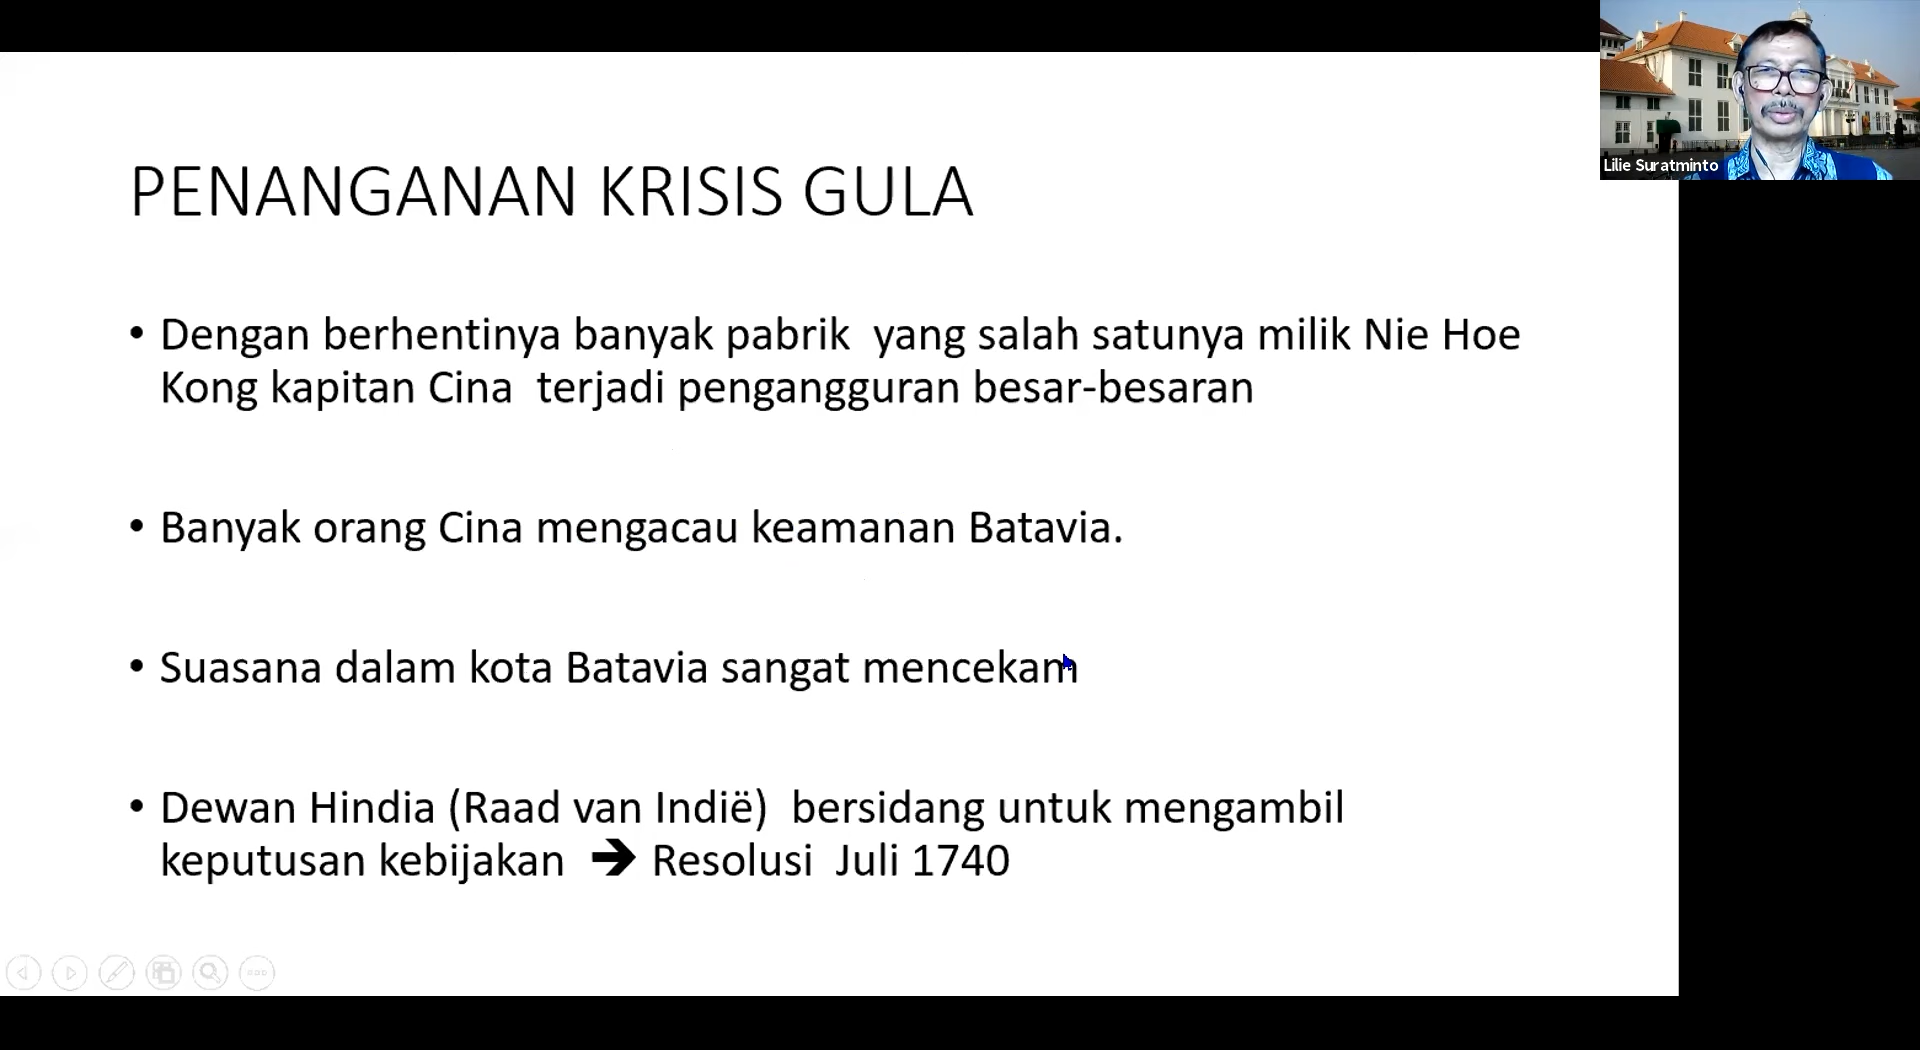 Lilie Suratminto
PENANGANAN KRISIS GULA
• Dengan berhentinya banyak pabrik  yang salah satunya milik Nie Hoe
Kong kapitan Cina  terjadi pengangguran besar-besaran
• Banyak orang Cina mengacau keamanan Batavia.
• Suasana dalam kota Batavia sangat mencekam
• Dewan Hindia (Raad van Indië)  bersidang untuk mengambil
keputusan kebijakan  ➔ Resolusi  Juli 1740